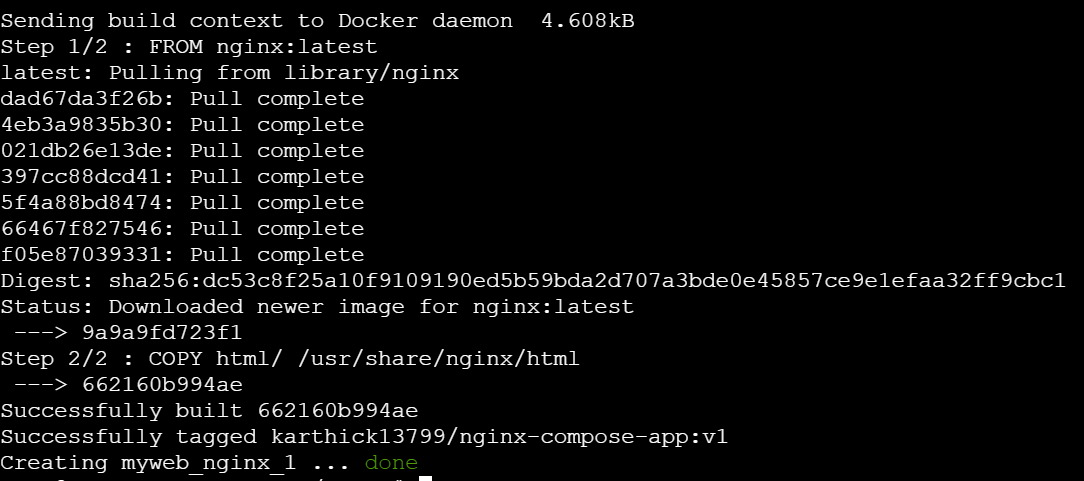 Sending build context to Docker daemon  4.608kB
Step 1/2 : FROM nginx:latest
latest: Pulling from library/nginx
dad67da3f26b: Pull complete
4eb3a9835b30: Pull complete
021db26e13de: Pull complete
397cc88dcd41: Pull complete
5f4a88bd8474: Pull complete
66467f827546: Pull complete
f05e87039331: Pull complete
Digest: sha256:dc53c8f25a10f9109190ed5b59bda2d707a3bde0e45857ce9e1efaa32ff9cbc1
Status: Downloaded newer image for nginx:latest
 ---> 9a9a9fd723f1
Step 2/2 : COPY html/ /usr/share/nginx/html
 ---> 662160b994ae
Successfully built 662160b994ae
Successfully tagged karthick13799/nginx-compose-app:v1
Creating myweb_nginx_1 ... done